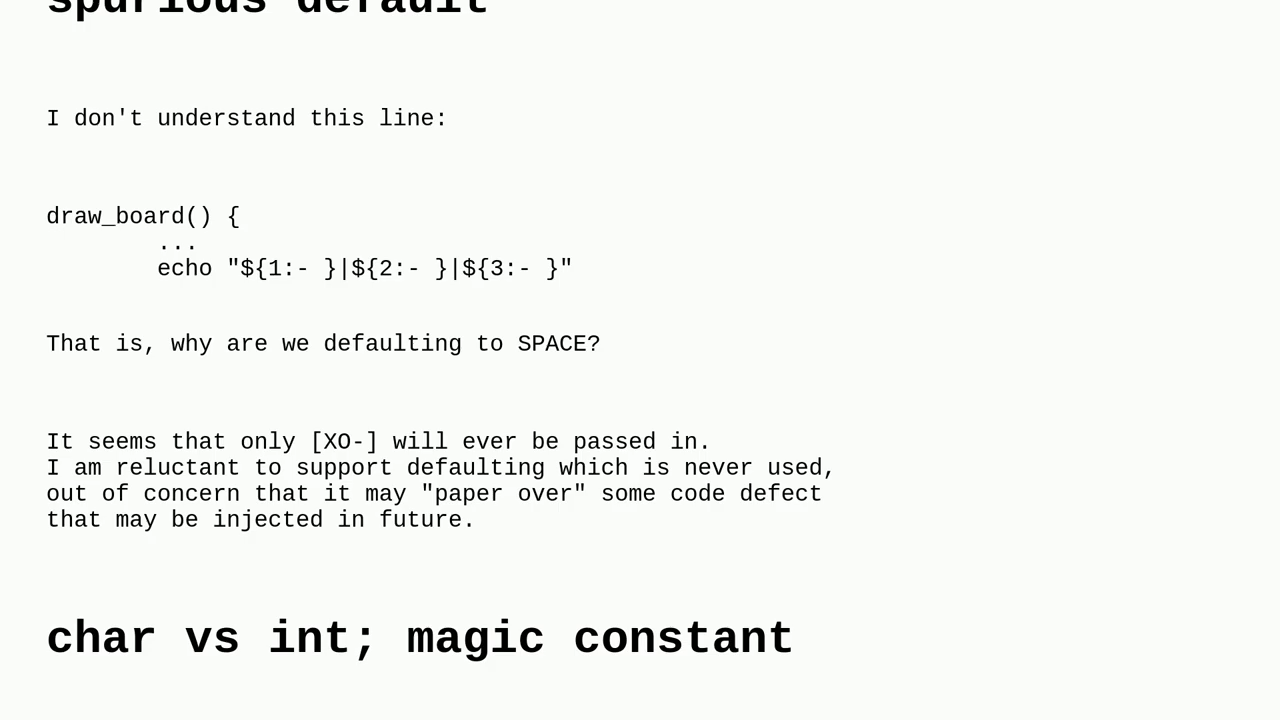 spurious default
I don't understand this line:
draw_board() {
        ...
        echo "${1:- }|${2:- }|${3:- }"
That is, why are we defaulting to SPACE?
It seems that only [XO-] will ever be passed in.
I am reluctant to support defaulting which is never used,
out of concern that it may "paper over" some code defect
that may be injected in future.
char vs int; magic constant